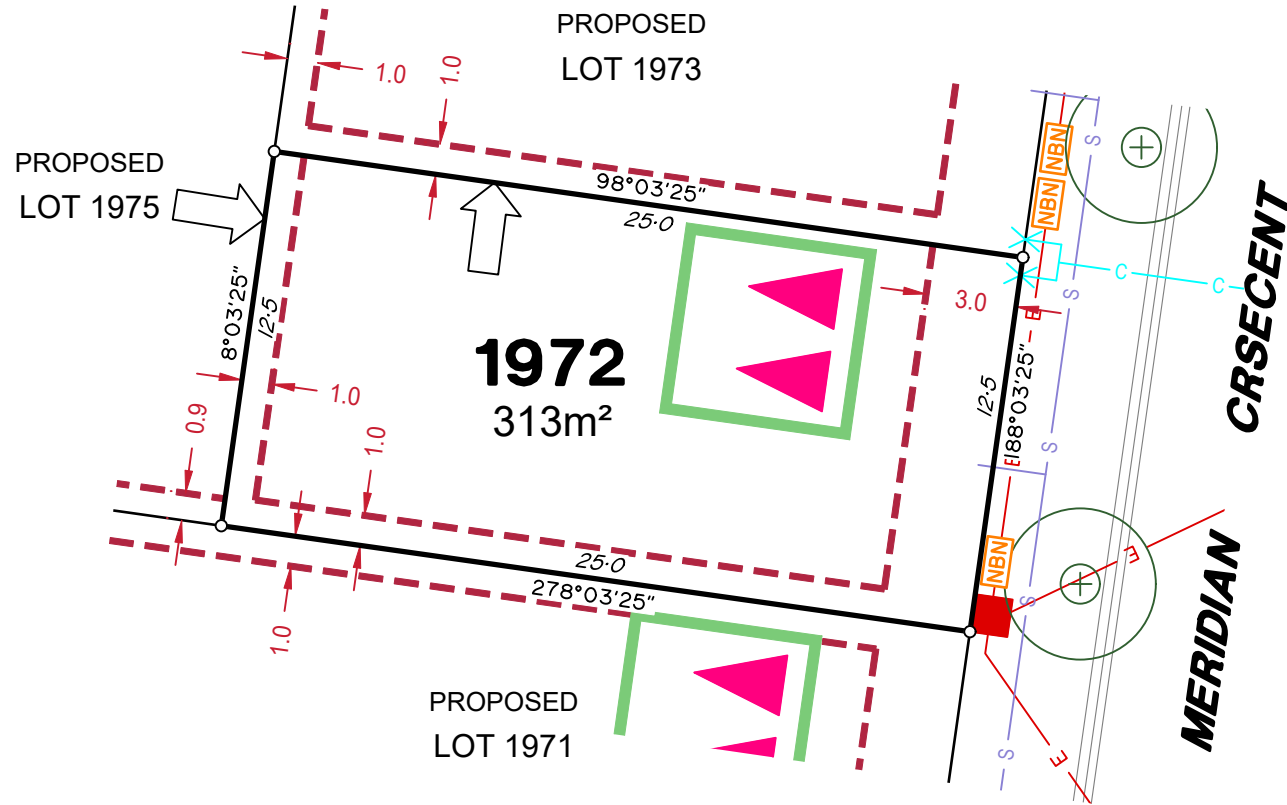 PROPOSED
LOT 1973
1.0
1.0
PROPOSED
LOT 1975
98°03'25"
25·0
NBN
NBN
S
C
C
S
CRSECENT
8°03'25"
12·5
3.0
E
1972
313m²
12·5
188°03'25"
1.0
0.9
1.0
S
E
25·0
278°03'25"
NBN
E
S
1.0
MERIDIAN
PROPOSED
LOT 1971
S
E